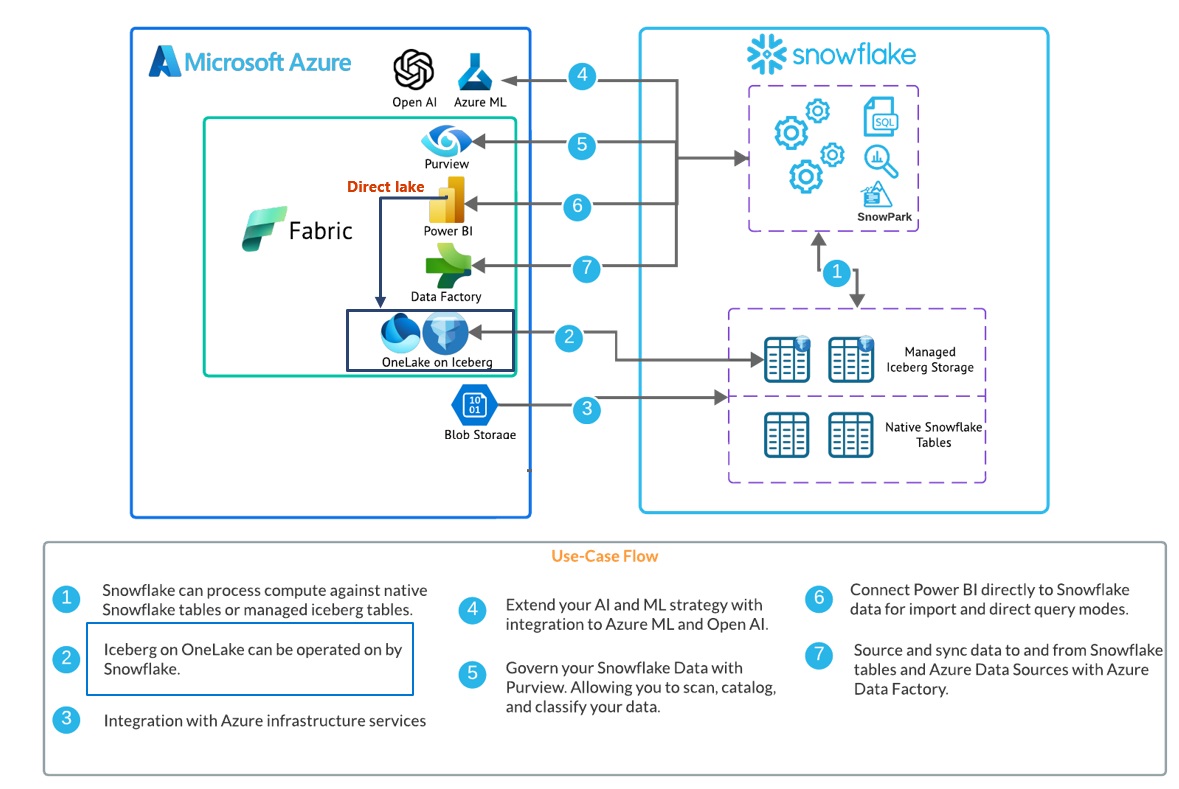 Microsoft Azure
snowflake
Open AI
Azure ML
4
SQL
Purview
5
Direct lake
SnowPark
Fabric
Power BI
6
Data Factory
7
1
OneLake on Iceberg
2
Managed
Iceberg Storage
10
01
Blob Storage
3
Native Snowflake
Tables
Use-Case Flow
1
Snowflake can process compute against native
Snowflake tables or managed iceberg tables.
2
Iceberg on OneLake can be operated on by
Snowflake.
3
Integration with Azure infrastructure services
4
Extend your AI and ML strategy with
integration to Azure ML and Open AI.
5
Govern your Snowflake Data with
Purview. Allowing you to scan, catalog,
and classify your data.
6
Connect Power BI directly to Snowflake
data for import and direct query modes.
7
Source and sync data to and from Snowflake
tables and Azure Data Sources with Azure
Data Factory.